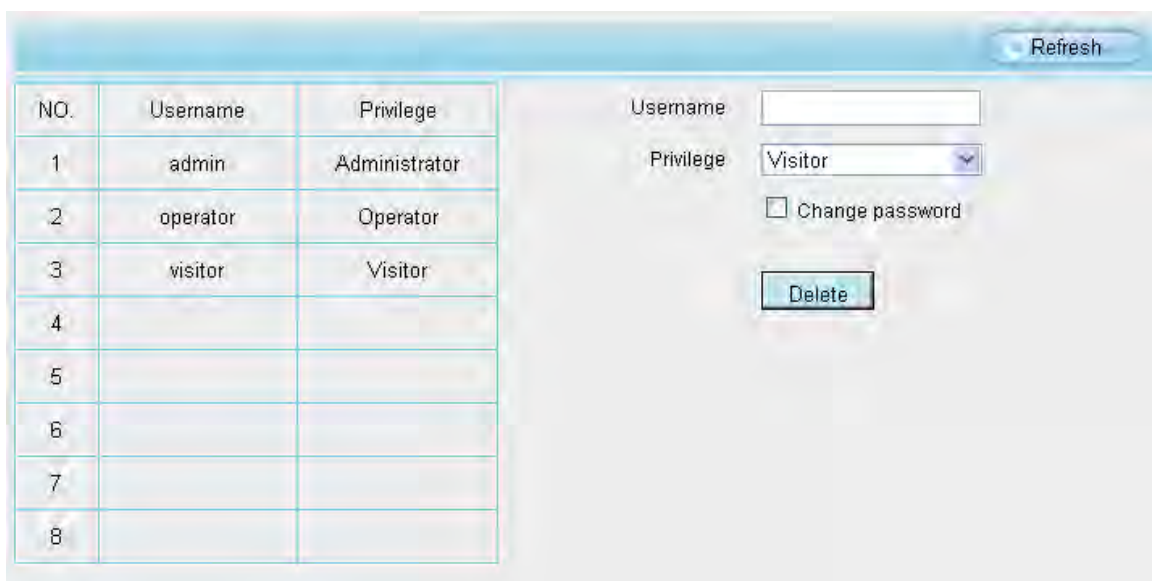 Refresh
NO. Username Privilege
1 admin Administrator
2 operator Operator
3 visitor Visitor
4
5
6
7
8
Username
Privilege Visitor
Change password
Delete